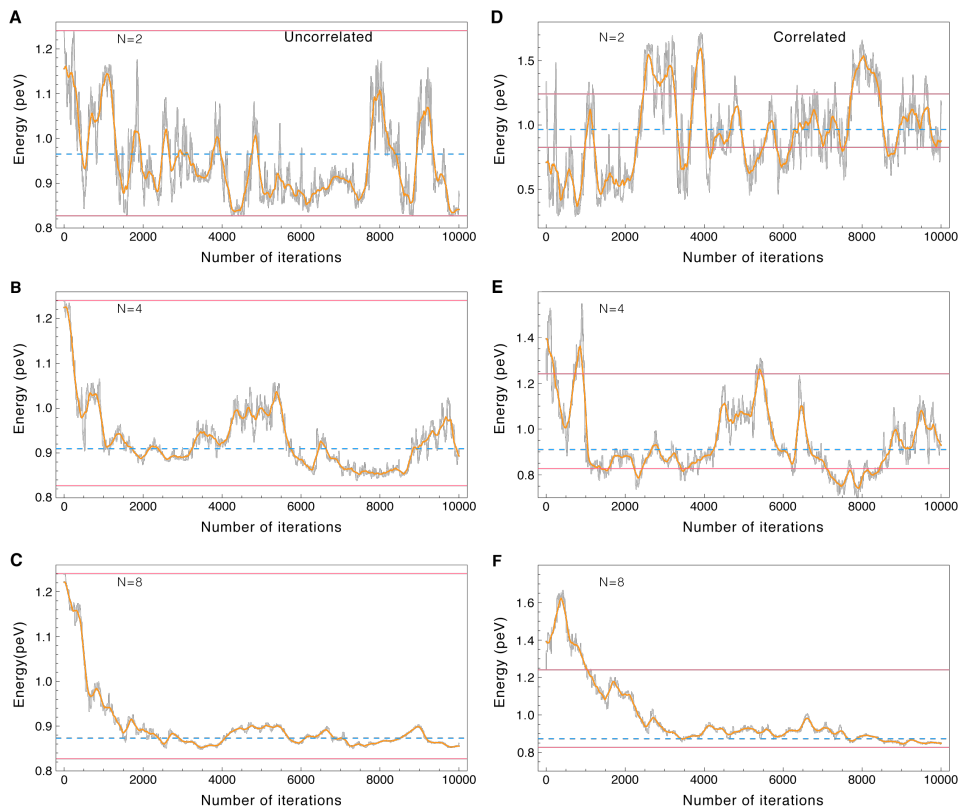 A
N=2
Uncorrelated
Energy (peV)
1.2
1.1
1.0
0.9
0.8
0 2000 4000 6000 8000 10000
Number of iterations
D
N=2
Correlated
Energy (peV)
1.5
1.0
0.5
0 2000 4000 6000 8000 10000
Number of iterations
B
N=4
Energy (peV)
1.2
1.1
1.0
0.9
0.8
0 2000 4000 6000 8000 10000
Number of iterations
E
N=4
Energy (peV)
1.4
1.2
1.0
0.8
0 2000 4000 6000 8000 10000
Number of iterations
C
N=8
Energy(peV)
1.2
1.1
1.0
0.9
0.8
0 2000 4000 6000 8000 10000
Number of iterations
F
N=8
Energy (peV)
1.6
1.4
1.2
1.0
0.8
0 2000 4000 6000 8000 10000
Number of iterations